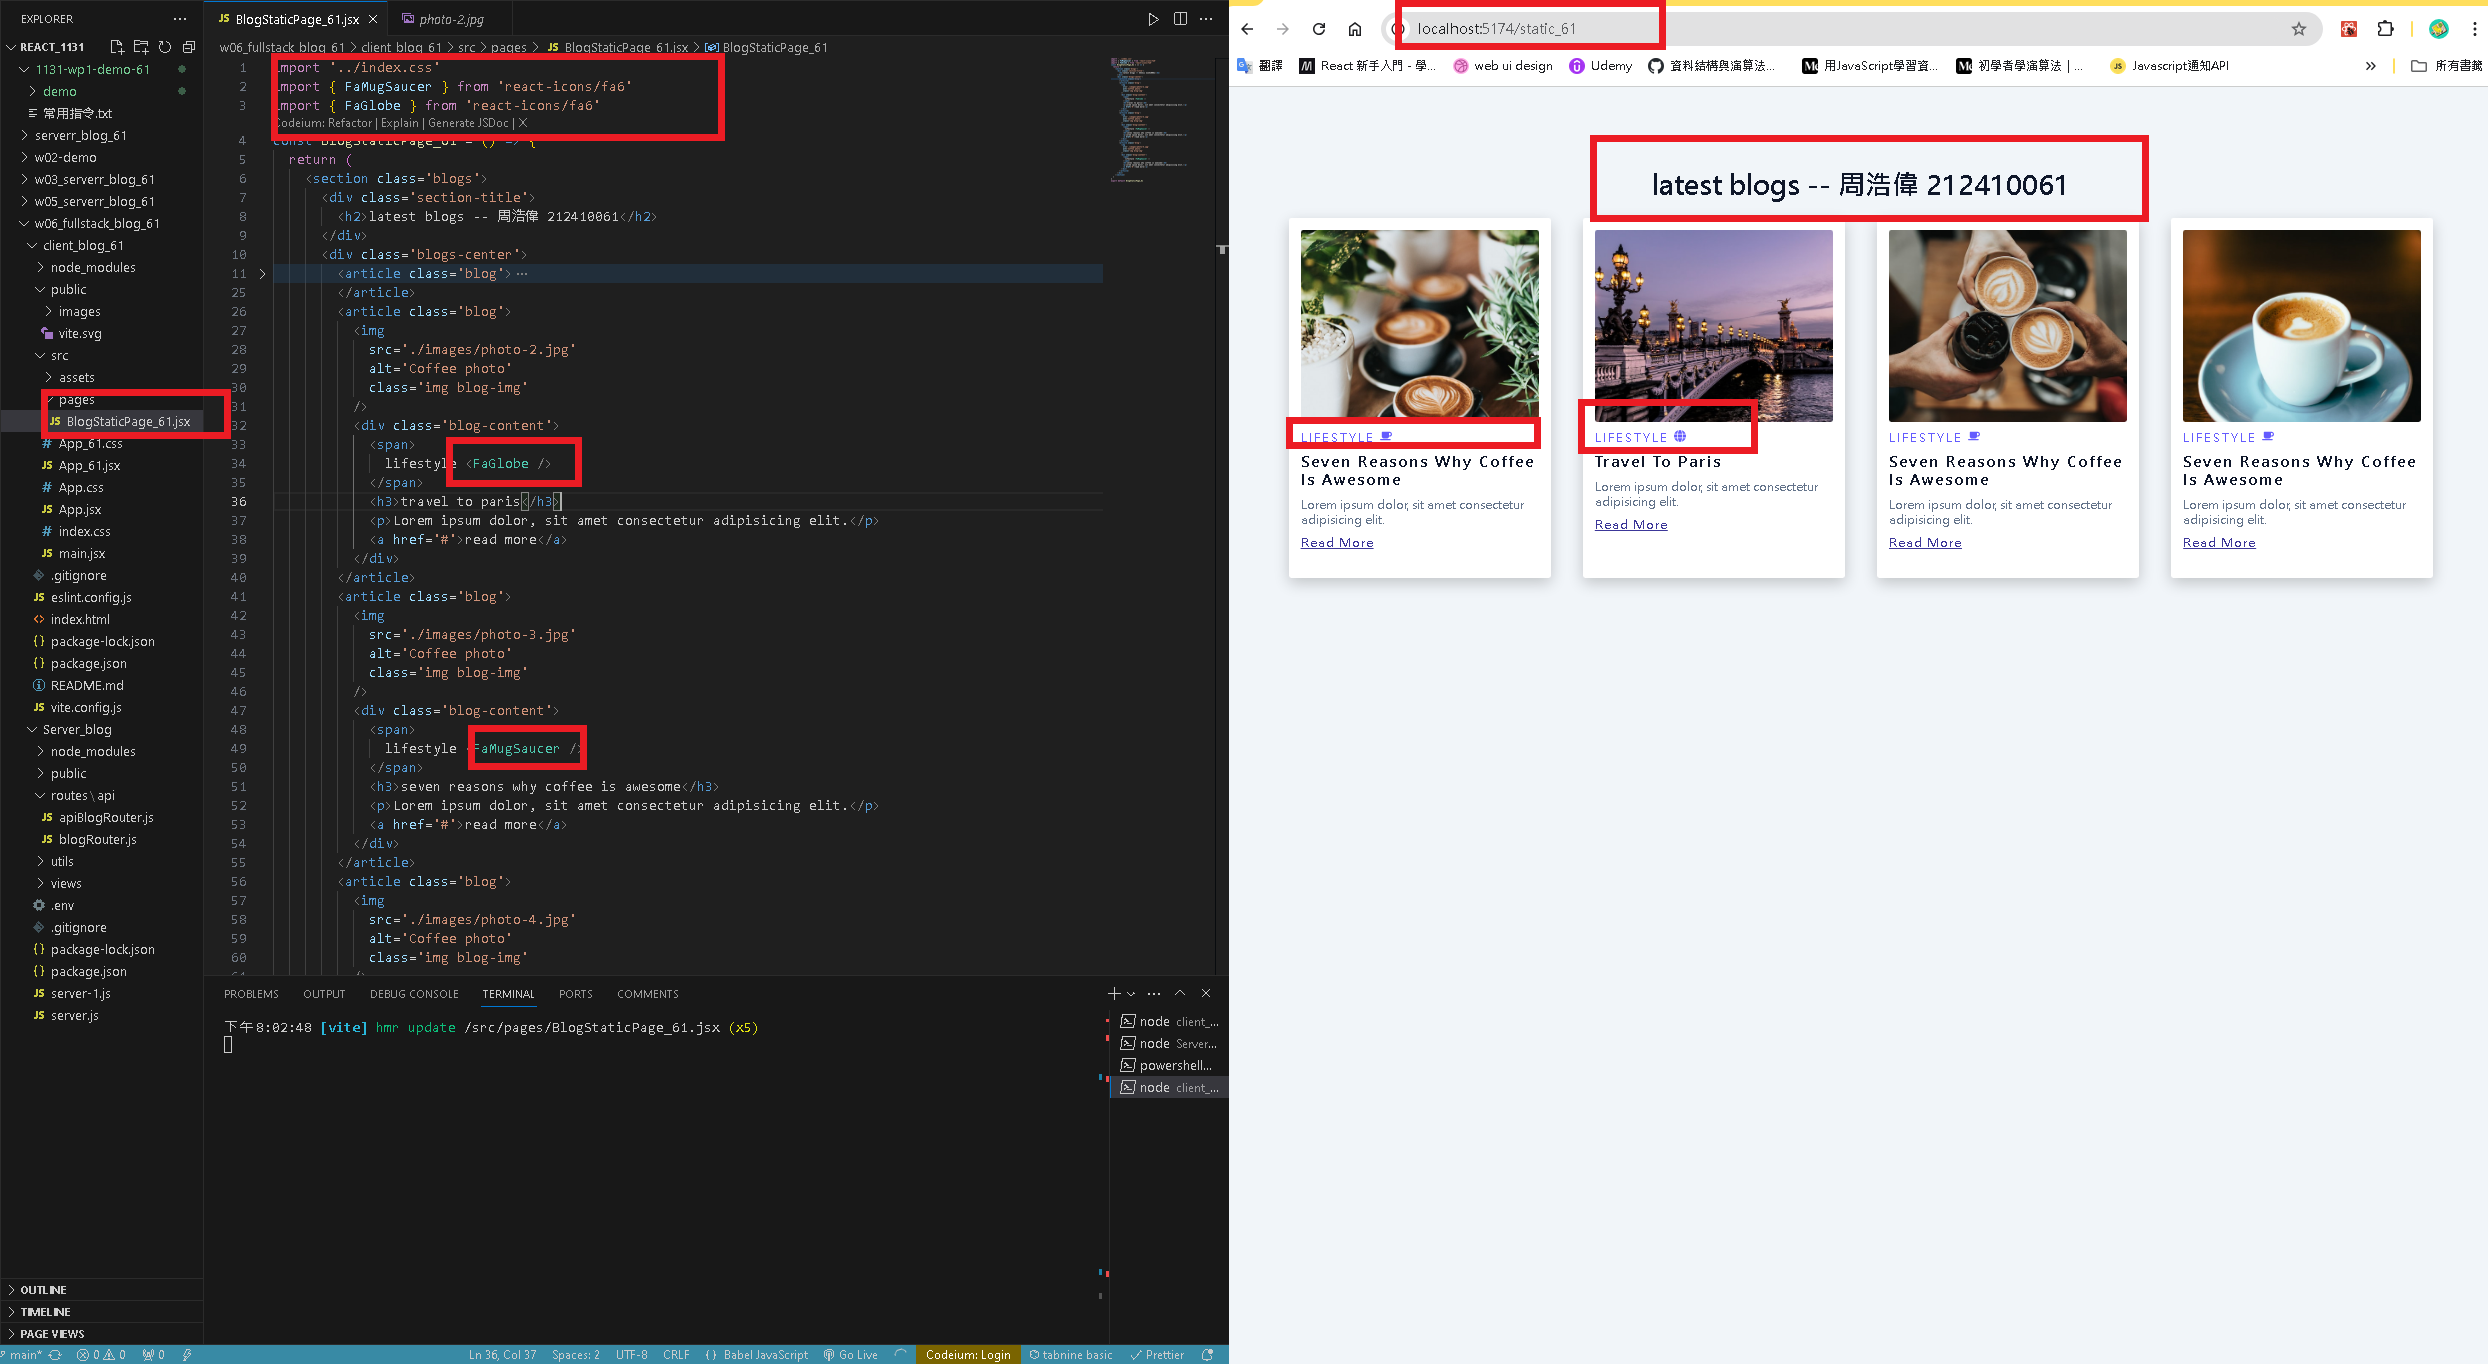 EXPLORER
REACT_1131
1131-wp1-demo-61
demo
常用指令.txt
serverr_blog_61
w02-demo
w03_serverr_blog_61
w05_serverr_blog_61
w06_fullstack_blog_61
client_blog_61
node_modules
public
images
vite.svg
src
assets
pages
BlogStaticPage_61.jsx
App_61.css
App_61.jsx
App.css
App.jsx
index.css
main.jsx
.gitignore
eslint.config.js
index.html
package-lock.json
package.json
README.md
vite.config.js
Server_blog
node_modules
public
routes\api
apiBlogRouter.js
blogRouter.js
utils
views
.env
.gitignore
package-lock.json
package.json
server-1.js
server.js
OUTLINE
TIMELINE
PAGE VIEWS
BlogStaticPage_61.jsx
photo-2.jpg
w06_fullstack_blog_61 > client_blog_61 > src > pages > JS BlogStaticPage_61.jsx > BlogStaticPage_61
1 import '../index.css'
2 import { FaMugSaucer } from 'react-icons/fa6'
3 import { FaGlobe } from 'react-icons/fa6'
Codeium: Refactor | Explain | Generate JSDoc | X
4 const BlogStaticPage_61 = () => {
5 return (
6 <section class='blogs'>
7 <div class='section-title'>
8 <h2>latest blogs -- 周浩偉 212410061</h2>
9 </div>
10 <div class='blogs-center'>
11 <article class='blog'>⋯
25 </article>
26 <article class='blog'>
27 <img
28 src='./images/photo-2.jpg'
29 alt='Coffee photo'
30 class='img blog-img'
31 />
32 <div class='blog-content'>
33 <span>
34 lifestyle <FaGlobe />
35 </span>
36 <h3>travel to paris</h3>
37 <p>Lorem ipsum dolor, sit amet consectetur adipisicing elit.</p>
38 <a href='#'>read more</a>
39 </div>
40 </article>
41 <article class='blog'>
42 <img
43 src='./images/photo-3.jpg'
44 alt='Coffee photo'
45 class='img blog-img'
46 />
47 <div class='blog-content'>
48 <span>
49 lifestyle <FaMugSaucer />
50 </span>
51 <h3>seven reasons why coffee is awesome</h3>
52 <p>Lorem ipsum dolor, sit amet consectetur adipisicing elit.</p>
53 <a href='#'>read more</a>
54 </div>
55 </article>
56 <article class='blog'>
57 <img
58 src='./images/photo-4.jpg'
59 alt='Coffee photo'
60 class='img blog-img'
PROBLEMS OUTPUT DEBUG CONSOLE TERMINAL PORTS COMMENTS
下午8:02:48 [vite] hmr update /src/pages/BlogStaticPage_61.jsx (x5)
node client_...
node Server...
powershell...
node client_...
main* 0 0 0 Ln 36, Col 37 Spaces: 2 UTF-8 CRLF Babel JavaScript Go Live Codeium: Login tabnine basic Prettier
localhost:5174/static_61
翻譯 React 新手入門 - 學... web ui design Udemy 資料結構與演算法... 用JavaScript學習資... 初學者學演算法 | ... Javascript通知API 所有書籤
latest blogs -- 周浩偉 212410061
LIFESTYLE
Seven Reasons Why Coffee
Is Awesome
Lorem ipsum dolor, sit amet consectetur
adipisicing elit.
Read More
LIFESTYLE
Travel To Paris
Lorem ipsum dolor, sit amet consectetur
adipisicing elit.
Read More
LIFESTYLE
Seven Reasons Why Coffee
Is Awesome
Lorem ipsum dolor, sit amet consectetur
adipisicing elit.
Read More
LIFESTYLE
Seven Reasons Why Coffee
Is Awesome
Lorem ipsum dolor, sit amet consectetur
adipisicing elit.
Read More